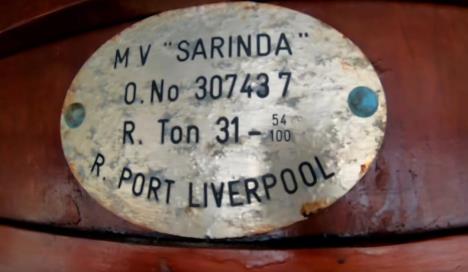 M V "SARINDA"
O. No 307437
R. Ton 31-54/100
R. PORT LIVERPOOL